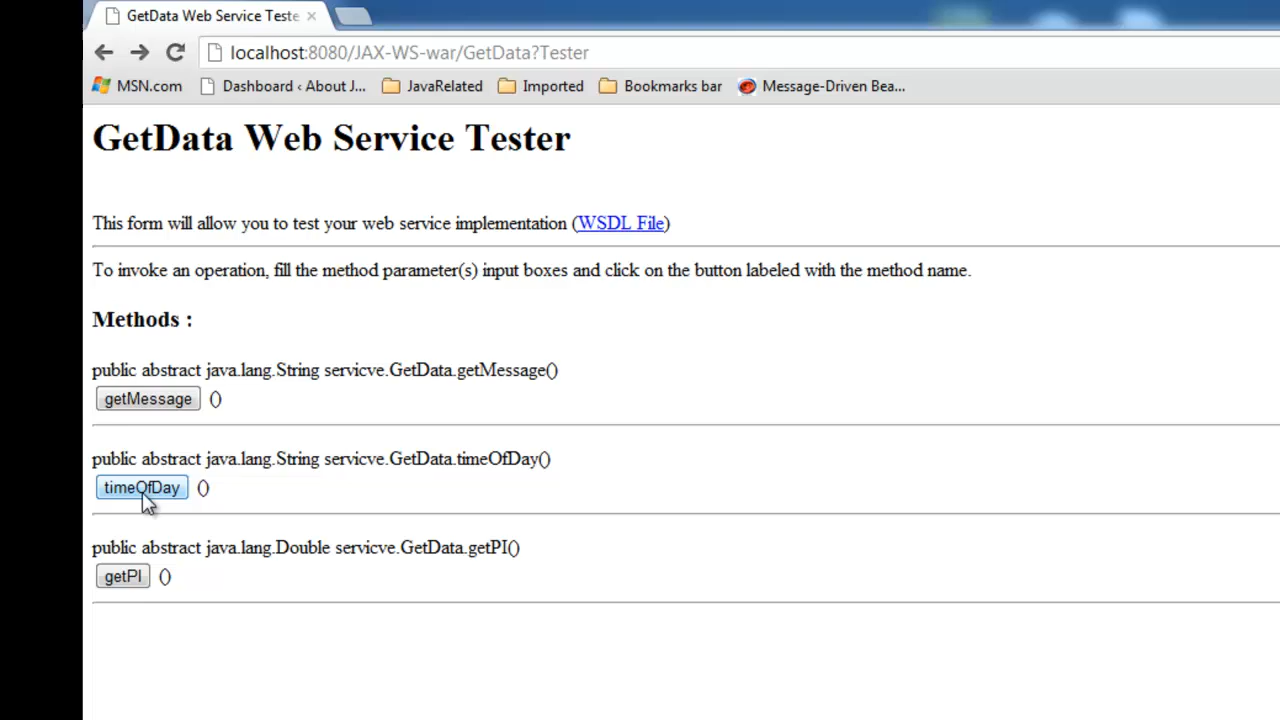 GetData Web Service Teste
localhost:8080/JAX-WS-war/GetData?Tester
MSN.com Dashboard ‹ About J... JavaRelated Imported Bookmarks bar Message-Driven Bea...
GetData Web Service Tester
This form will allow you to test your web service implementation (WSDL File)
To invoke an operation, fill the method parameter(s) input boxes and click on the button labeled with the method name.
Methods :
public abstract java.lang.String servicve.GetData.getMessage()
getMessage ()
public abstract java.lang.String servicve.GetData.timeOfDay()
timeOfDay ()
public abstract java.lang.Double servicve.GetData.getPI()
getPI ()